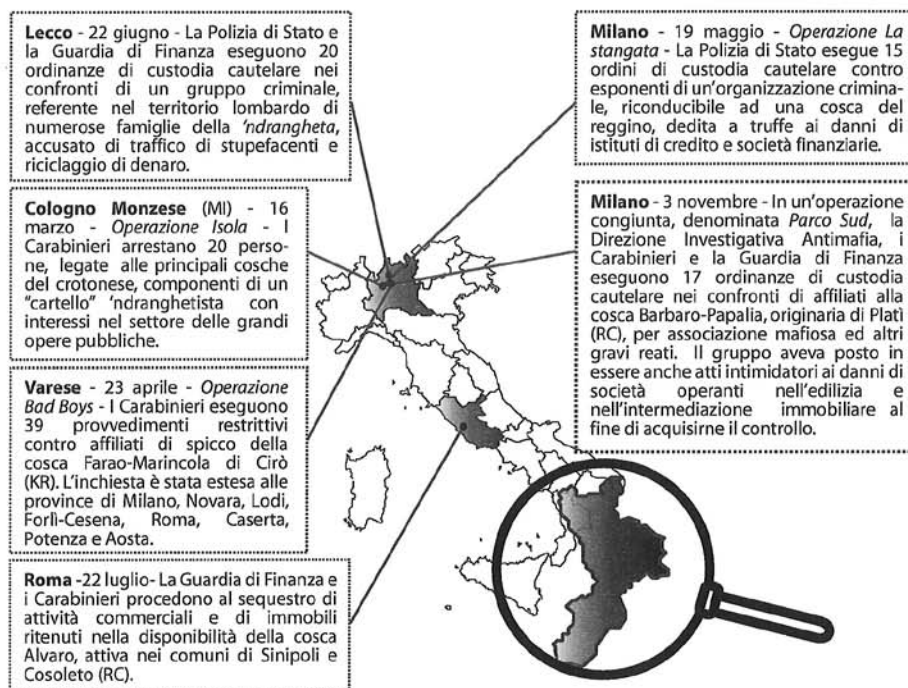 Lecco - 22 giugno - La Polizia di Stato e
la Guardia di Finanza eseguono 20
ordinanze di custodia cautelare nei
confronti di un gruppo criminale,
referente nel territorio lombardo di
numerose famiglie della 'ndrangheta,
accusato di traffico di stupefacenti e
riciclaggio di denaro.
Cologno Monzese (MI) - 16
marzo - Operazione Isola - I
Carabinieri arrestano 20 perso-
ne, legate alle principali cosche
del crotonese, componenti di un
"cartello" 'ndranghetista con
interessi nel settore delle grandi
opere pubbliche.
Varese - 23 aprile - Operazione
Bad Boys - I Carabinieri eseguono
39 provvedimenti restrittivi
contro affiliati di spicco della
cosca Farao-Marincola di Cirò
(KR). L'inchiesta è stata estesa alle
province di Milano, Novara, Lodi,
Forlì-Cesena, Roma, Caserta,
Potenza e Aosta.
Roma -22 luglio- La Guardia di Finanza e
i Carabinieri procedono al sequestro di
attività commerciali e di immobili
ritenuti nella disponibilità della cosca
Alvaro, attiva nei comuni di Sinipoli e
Cosoleto (RC).
Milano - 19 maggio - Operazione La
stangata - La Polizia di Stato esegue 15
ordini di custodia cautelare contro
esponenti di un'organizzazione crimina-
le, riconducibile ad una cosca del
reggino, dedita a truffe ai danni di
istituti di credito e società finanziarie.
Milano - 3 novembre - In un'operazione
congiunta, denominata Parco Sud, la
Direzione Investigativa Antimafia, i
Carabinieri e la Guardia di Finanza
eseguono 17 ordinanze di custodia
cautelare nei confronti di affiliati alla
cosca Barbaro-Papalia, originaria di Platì
(RC), per associazione mafiosa ed altri
gravi reati. Il gruppo aveva posto in
essere anche atti intimidatori ai danni di
società operanti nell'edilizia e
nell'intermediazione immobiliare al
fine di acquisirne il controllo.